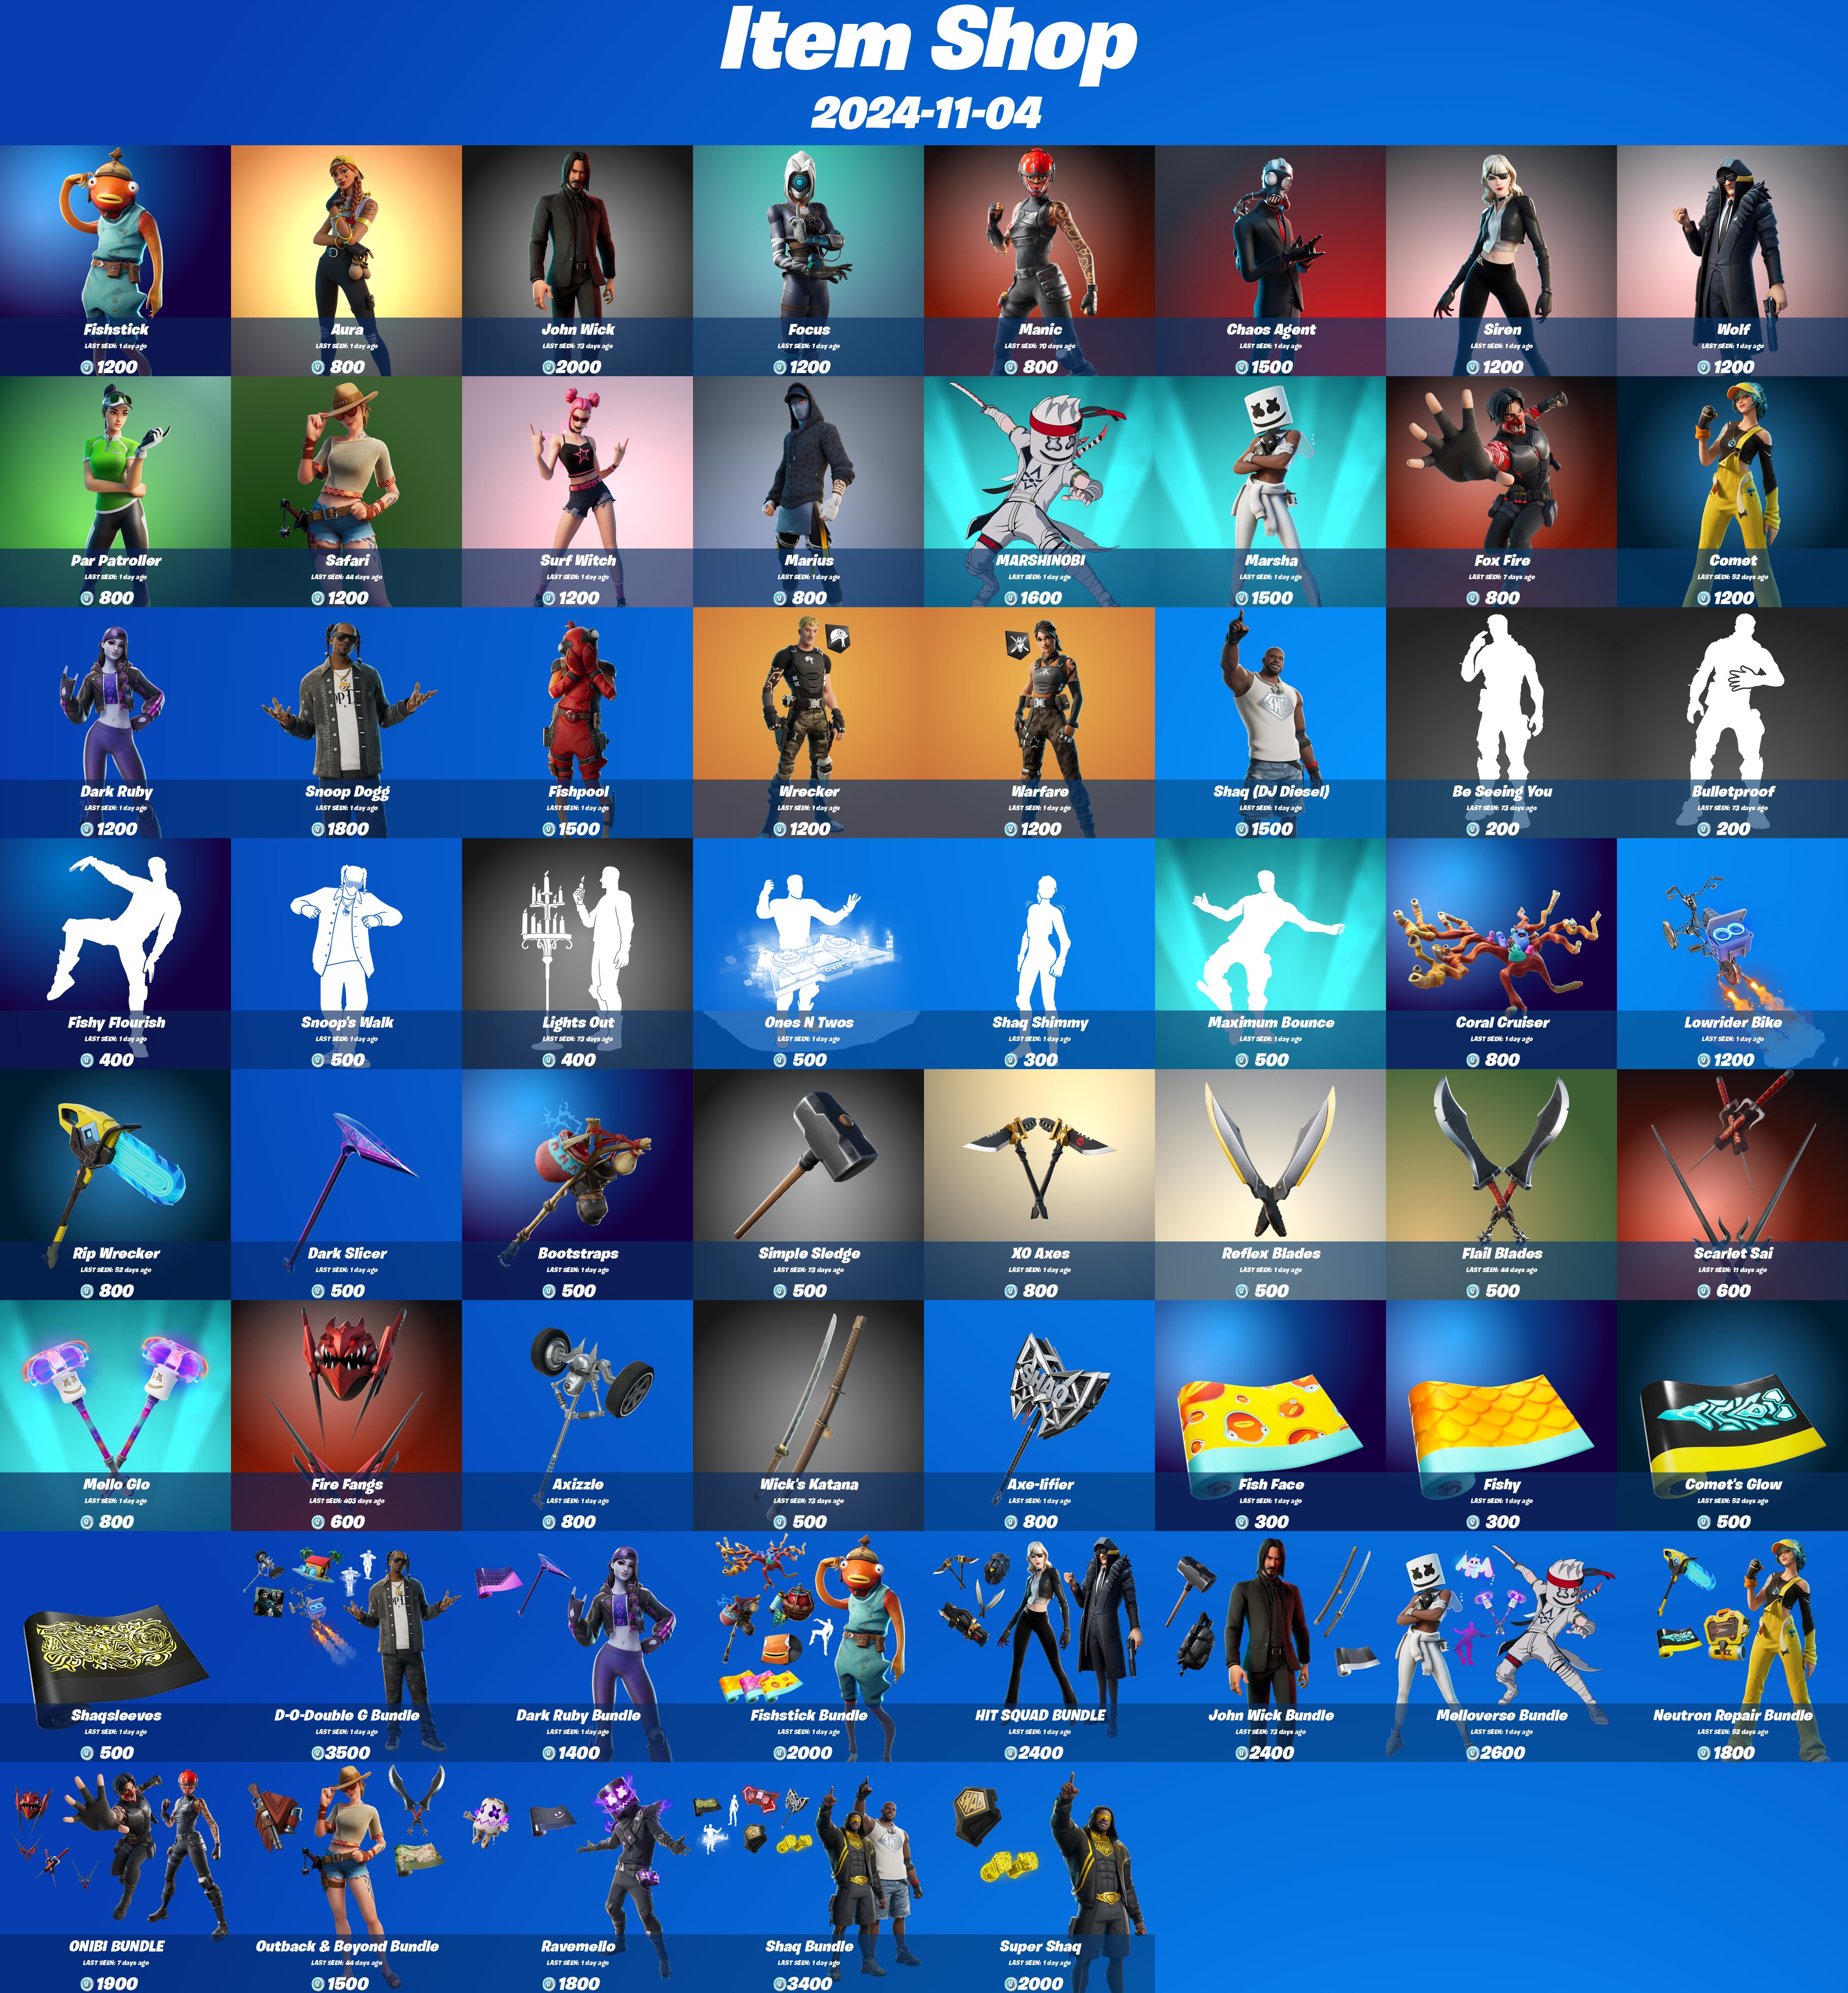 Item Shop
2024-11-04
Fishstick
LAST SEEN: 1 day ago
1200
Aura
LAST SEEN: 1 day ago
800
John Wick
LAST SEEN: 73 days ago
2000
Focus
LAST SEEN: 1 day ago
1200
Manic
LAST SEEN: 70 days ago
800
Chaos Agent
LAST SEEN: 1 day ago
1500
Siren
LAST SEEN: 1 day ago
1200
Wolf
LAST SEEN: 1 day ago
1200
Par Patroller
LAST SEEN: 1 day ago
800
Safari
LAST SEEN: 44 days ago
1200
Surf Witch
LAST SEEN: 1 day ago
1200
Marius
LAST SEEN: 1 day ago
800
MARSHINOBI
LAST SEEN: 1 day ago
1600
Marsha
LAST SEEN: 1 day ago
1500
Fox Fire
LAST SEEN: 7 days ago
800
Comet
LAST SEEN: 52 days ago
1200
Dark Ruby
LAST SEEN: 1 day ago
1200
Snoop Dogg
LAST SEEN: 1 day ago
1800
Fishpool
LAST SEEN: 1 day ago
1500
Wrecker
LAST SEEN: 1 day ago
1200
Warfare
LAST SEEN: 1 day ago
1200
Shaq (DJ Diesel)
LAST SEEN: 1 day ago
1500
Be Seeing You
LAST SEEN: 73 days ago
200
Bulletproof
LAST SEEN: 73 days ago
200
Fishy Flourish
LAST SEEN: 1 day ago
400
Snoop's Walk
LAST SEEN: 1 day ago
500
Lights Out
LAST SEEN: 73 days ago
400
Ones N Twos
LAST SEEN: 1 day ago
500
Shaq Shimmy
LAST SEEN: 1 day ago
300
Maximum Bounce
LAST SEEN: 1 day ago
500
Coral Cruiser
LAST SEEN: 1 day ago
800
Lowrider Bike
LAST SEEN: 1 day ago
1200
Rip Wrecker
LAST SEEN: 52 days ago
800
Dark Slicer
LAST SEEN: 1 day ago
500
Bootstraps
LAST SEEN: 1 day ago
500
Simple Sledge
LAST SEEN: 73 days ago
500
XO Axes
LAST SEEN: 1 day ago
800
Reflex Blades
LAST SEEN: 1 day ago
500
Flail Blades
LAST SEEN: 44 days ago
500
Scarlet Sai
LAST SEEN: 11 days ago
600
Mello Glo
LAST SEEN: 1 day ago
800
Fire Fangs
LAST SEEN: 403 days ago
600
Axizzle
LAST SEEN: 1 day ago
800
Wick's Katana
LAST SEEN: 73 days ago
500
SHAQ
Axe-lifier
LAST SEEN: 1 day ago
800
Fish Face
LAST SEEN: 1 day ago
300
Fishy
LAST SEEN: 1 day ago
300
Comet's Glow
LAST SEEN: 52 days ago
500
Shaqsleeves
LAST SEEN: 1 day ago
500
D-O-Double G Bundle
LAST SEEN: 1 day ago
3500
Dark Ruby Bundle
LAST SEEN: 1 day ago
1400
Fishstick Bundle
LAST SEEN: 1 day ago
2000
HIT SQUAD BUNDLE
LAST SEEN: 1 day ago
2400
John Wick Bundle
LAST SEEN: 73 days ago
2400
Melloverse Bundle
LAST SEEN: 1 day ago
2600
Neutron Repair Bundle
LAST SEEN: 52 days ago
1800
ONIBI BUNDLE
LAST SEEN: 7 days ago
1900
Outback & Beyond Bundle
LAST SEEN: 44 days ago
1500
Ravemello
LAST SEEN: 1 day ago
1800
Shaq Bundle
LAST SEEN: 1 day ago
3400
Super Shaq
LAST SEEN: 1 day ago
2000